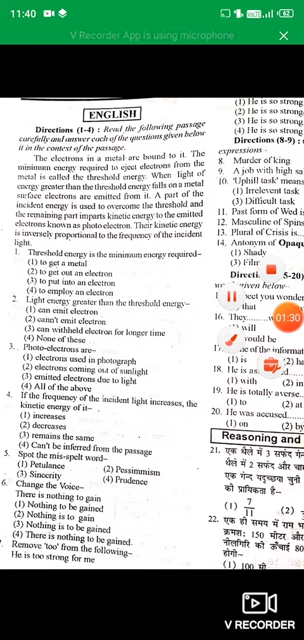 11:40
62
V Recorder App is using microphone
ENGLISH
Directions (1-4) : Read the following passage
carefully and answer each of the questions given below
it in the context of the passage.
The electrons in a metal are bound to it. The
minimum energy required to eject electrons from the
metal is called the threshold energy. When light of
energy greater than the threshold energy falls on a metal
surface electrons are emitted from it. A part of the
incident energy is used to overcome the threshold and
the remaining part imparts kinetic energy to the emitted
electrons known as photo-electron. Their kinetic energy
is inversely proportional to the frequency of the incident
light.
1. Threshold energy is the minimum energy required–
(1) to get a metal
(2) to get out an electron
(3) to put into an electron
(4) to employ an electron
2. Light energy greater than the threshold energy–
(1) can emit electron
(2) cann't emit electron
(3) can withheld electron for longer time
(4) None of these
3. Photo-electrons are–
(1) electrons used in photograph
(2) electrons coming out of sunlight
(3) emitted electrons due to light
(4) All of the above
4. If the frequency of the incident light increases, the
kinetic energy of it–
(1) increases
(2) decreases
(3) remains the same
(4) Can't be inferred from the passage
5. Spot the mis-spelt word–
(1) Petulance (2) Pessimmism
(3) Sincerity (4) Prudence
6. Change the Voice–
There is nothing to gain
(1) Nothing to be gained
(2) Nothing is to gain
(3) Nothing is to be gained
(4) There is nothing to be gained.
Remove 'too' from the following–
He is too strong for me
(1) He is so strong
(2) He is so strong
(3) He is so strong
(4) He is so strong
Directions (8-9) :
expressions–
8. Murder of king
9. A job with high sal
10. 'Uphill task' means
(1) Irrelevant task
(3) Difficult task
11. Past form of Wed is
12. Masculine of Spins
13. Plural of Crisis is..
14. Antonym of Opaqu
(1) Shady
(3) Film
5-20)
given below
pect you wonder
that
16. They
will
would be
of the informat
(1) is (2) ha
18. He is as
(1) with (2) in
19. He is totally averse
(1) to (2) at
20. He was accused
(1) on (2) by
01:30
Reasoning and
21. एक थैले में 3 सफेद गें
थैले में 2 सफेद और चा
एक गेन्द यदृच्छया चुनी
की प्रायिकता है–
(1) 7/11 (2)
22. एक ही समय में राम भ
क्रमशः 150 मीटर और
नीलगिरि की ऊँचाई 80
होगी–
(1) 100 मी
V RECORDER